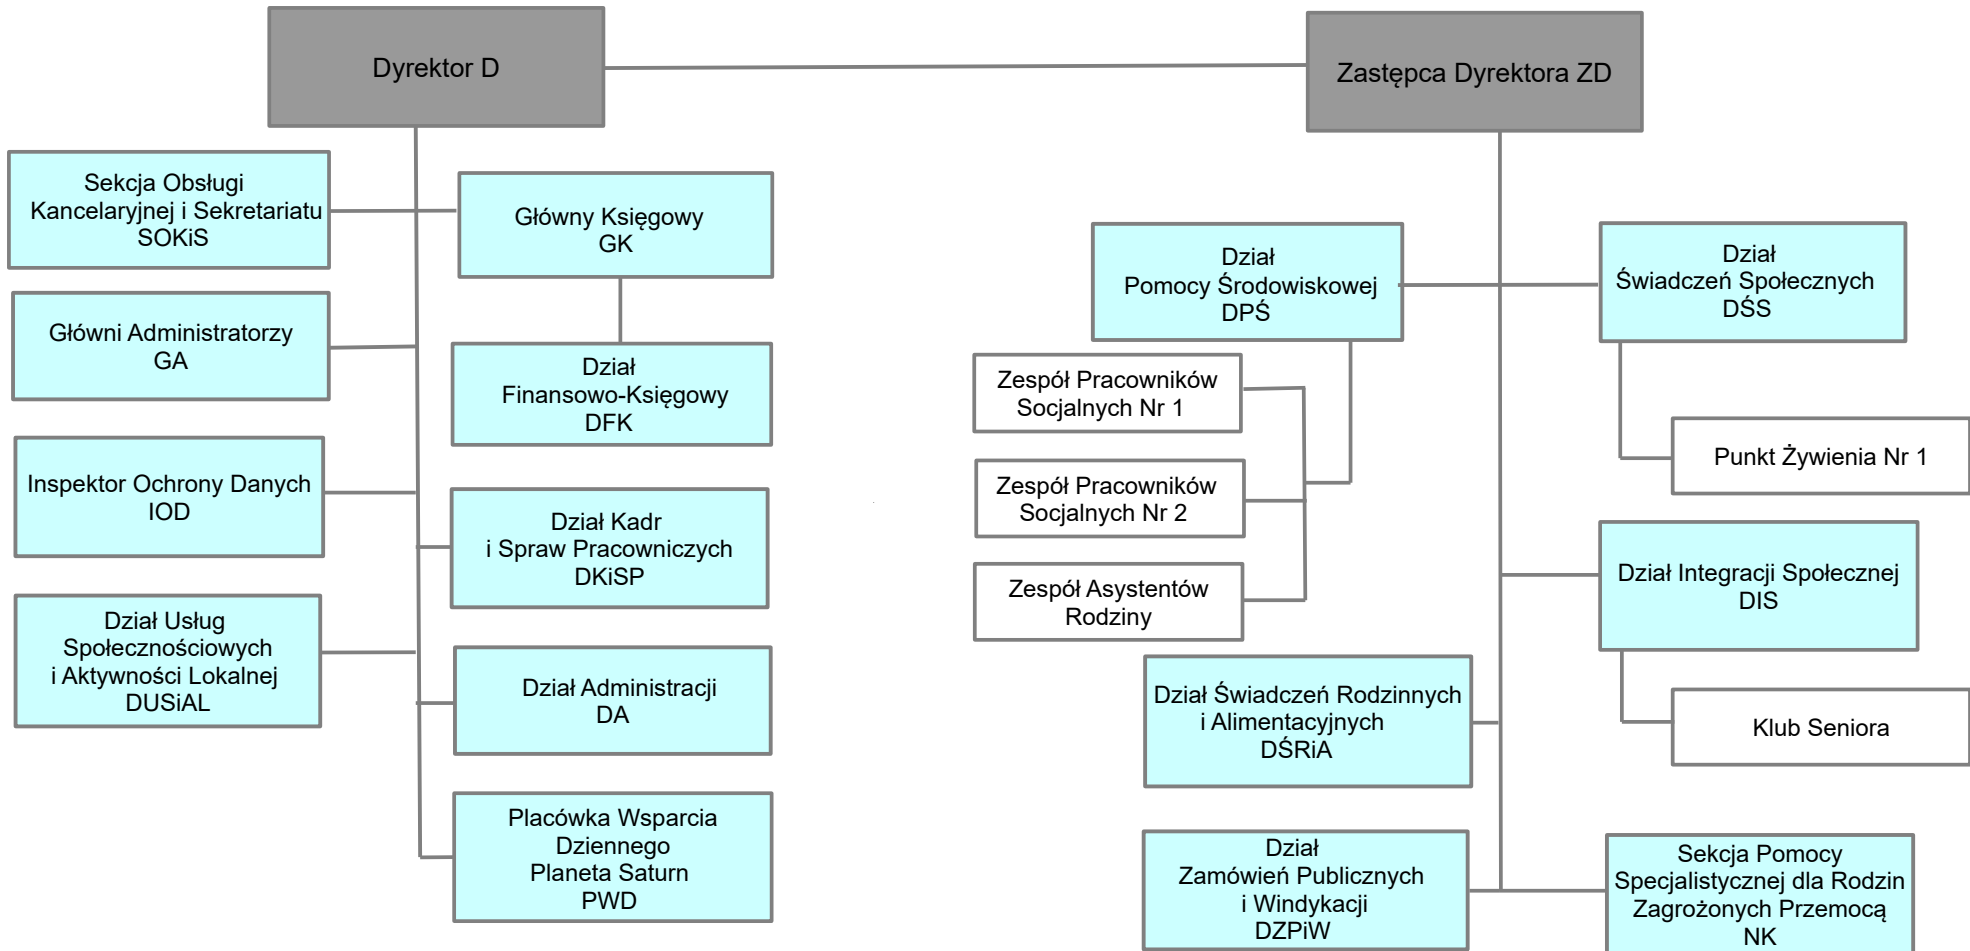 Dyrektor D
Zastępca Dyrektora ZD
Sekcja Obsługi
Kancelaryjnej i Sekretariatu
SOKiS
Główny Księgowy
GK
Główni Administratorzy
GA
Dział
Finansowo-Księgowy
DFK
Inspektor Ochrony Danych
IOD
Dział Kadr
i Spraw Pracowniczych
DKiSP
Dział Usług
Społecznościowych
i Aktywności Lokalnej
DUSiAL
Dział Administracji
DA
Placówka Wsparcia
Dziennego
Planeta Saturn
PWD
Dział
Pomocy Środowiskowej
DPŚ
Dział
Świadczeń Społecznych
DŚS
Zespół Pracowników
Socjalnych Nr 1
Zespół Pracowników
Socjalnych Nr 2
Zespół Asystentów
Rodziny
Punkt Żywienia Nr 1
Dział Integracji Społecznej
DIS
Klub Seniora
Dział Świadczeń Rodzinnych
i Alimentacyjnych
DŚRiA
Dział
Zamówień Publicznych
i Windykacji
DZPiW
Sekcja Pomocy
Specjalistycznej dla Rodzin
Zagrożonych Przemocą
NK